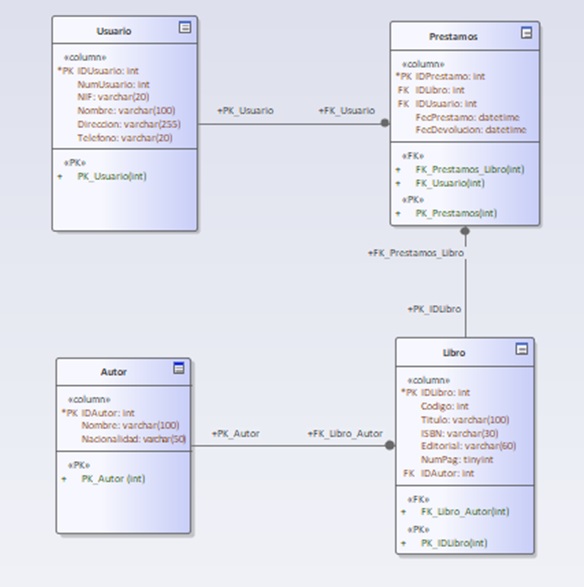 Usuario
«column»
*PK IDUsuario: int
NumUsuario: int
NIF: varchar(20)
Nombre: varchar(100)
Direccion: varchar(255)
Telefono: varchar(20)
«PK»
+ PK_Usuario(int)
+PK_Usuario
+FK_Usuario
Prestamos
«column»
*PK IDPrestamo: int
FK IDLibro: int
FK IDUsuario: int
FecPrestamo: datetime
FecDevolucion: datetime
«FK»
+ FK_Prestamos_Libro(int)
+ FK_Usuario(int)
«PK»
+ PK_Prestamos(int)
+FK_Prestamos_Libro
+PK_IDLibro
Autor
«column»
*PK IDAutor: int
Nombre: varchar(100)
Nacionalidad: varchar(50)
«PK»
+ PK_Autor (int)
+PK_Autor
+FK_Libro_Autor
Libro
«column»
*PK IDLibro: int
Codigo: int
Titulo: varchar(100)
ISBN: varchar(30)
Editorial: varchar(60)
NumPag: tinyint
FK IDAutor: int
«FK»
+ FK_Libro_Autor(int)
«PK»
+ PK_IDLibro(int)